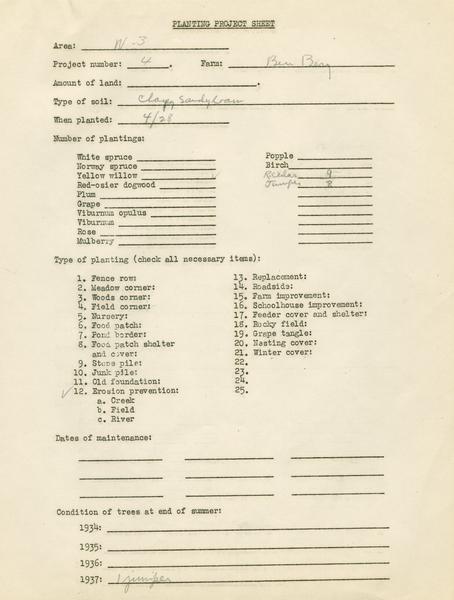 PLANTING PROJECT SHEET
Area: N-3
Project number: 4 . Farm: Ben Berg
Amount of land: .
Type of soil: Clayey Sandy loam
When planted: 4/28
Number of plantings:
White spruce
Norway spruce
Yellow willow ✓
Red-osier dogwood
Plum
Grape
Viburnum opulus
Viburnum
Rose
Mulberry
Popple
Birch
9
Juniper 8
Type of planting (check all necessary items):
1. Fence row:
2. Meadow corner:
3. Woods corner:
4. Field corner:
5. Nursery:
6. Food patch:
7. Pond border:
8. Food patch shelter
and cover:
9. Stone pile:
10. Junk pile:
11. Old foundation:
✓ 12. Erosion prevention:
a. Creek
b. Field
c. River
13. Replacement:
14. Roadside:
15. Farm improvement:
16. Schoolhouse improvement:
17. Feeder cover and shelter:
18. Rocky field:
19. Grape tangle:
20. Nesting cover:
21. Winter cover:
22.
23.
24.
25.
Dates of maintenance:
Condition of trees at end of summer:
1934:
1935:
1936:
1937: 1 juniper